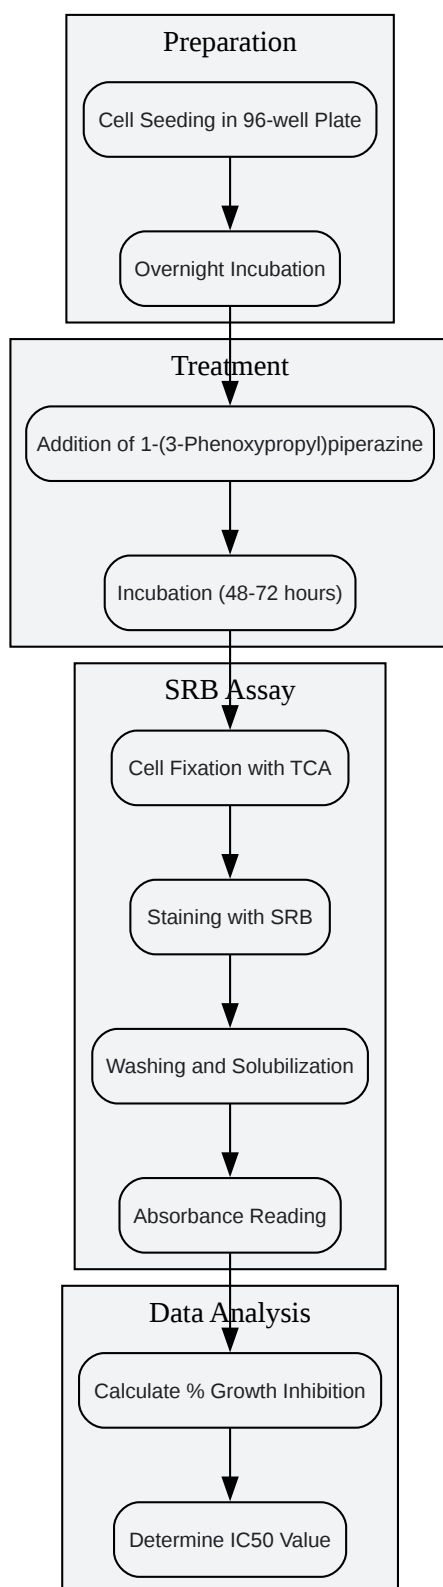 Preparation
Cell Seeding in 96-well Plate
Overnight Incubation
Treatment
Addition of 1-(3-Phenoxypropyl)piperazine
Incubation (48-72 hours)
SRB Assay
Cell Fixation with TCA
Staining with SRB
Washing and Solubilization
Absorbance Reading
Data Analysis
Calculate % Growth Inhibition
Determine IC50 Value